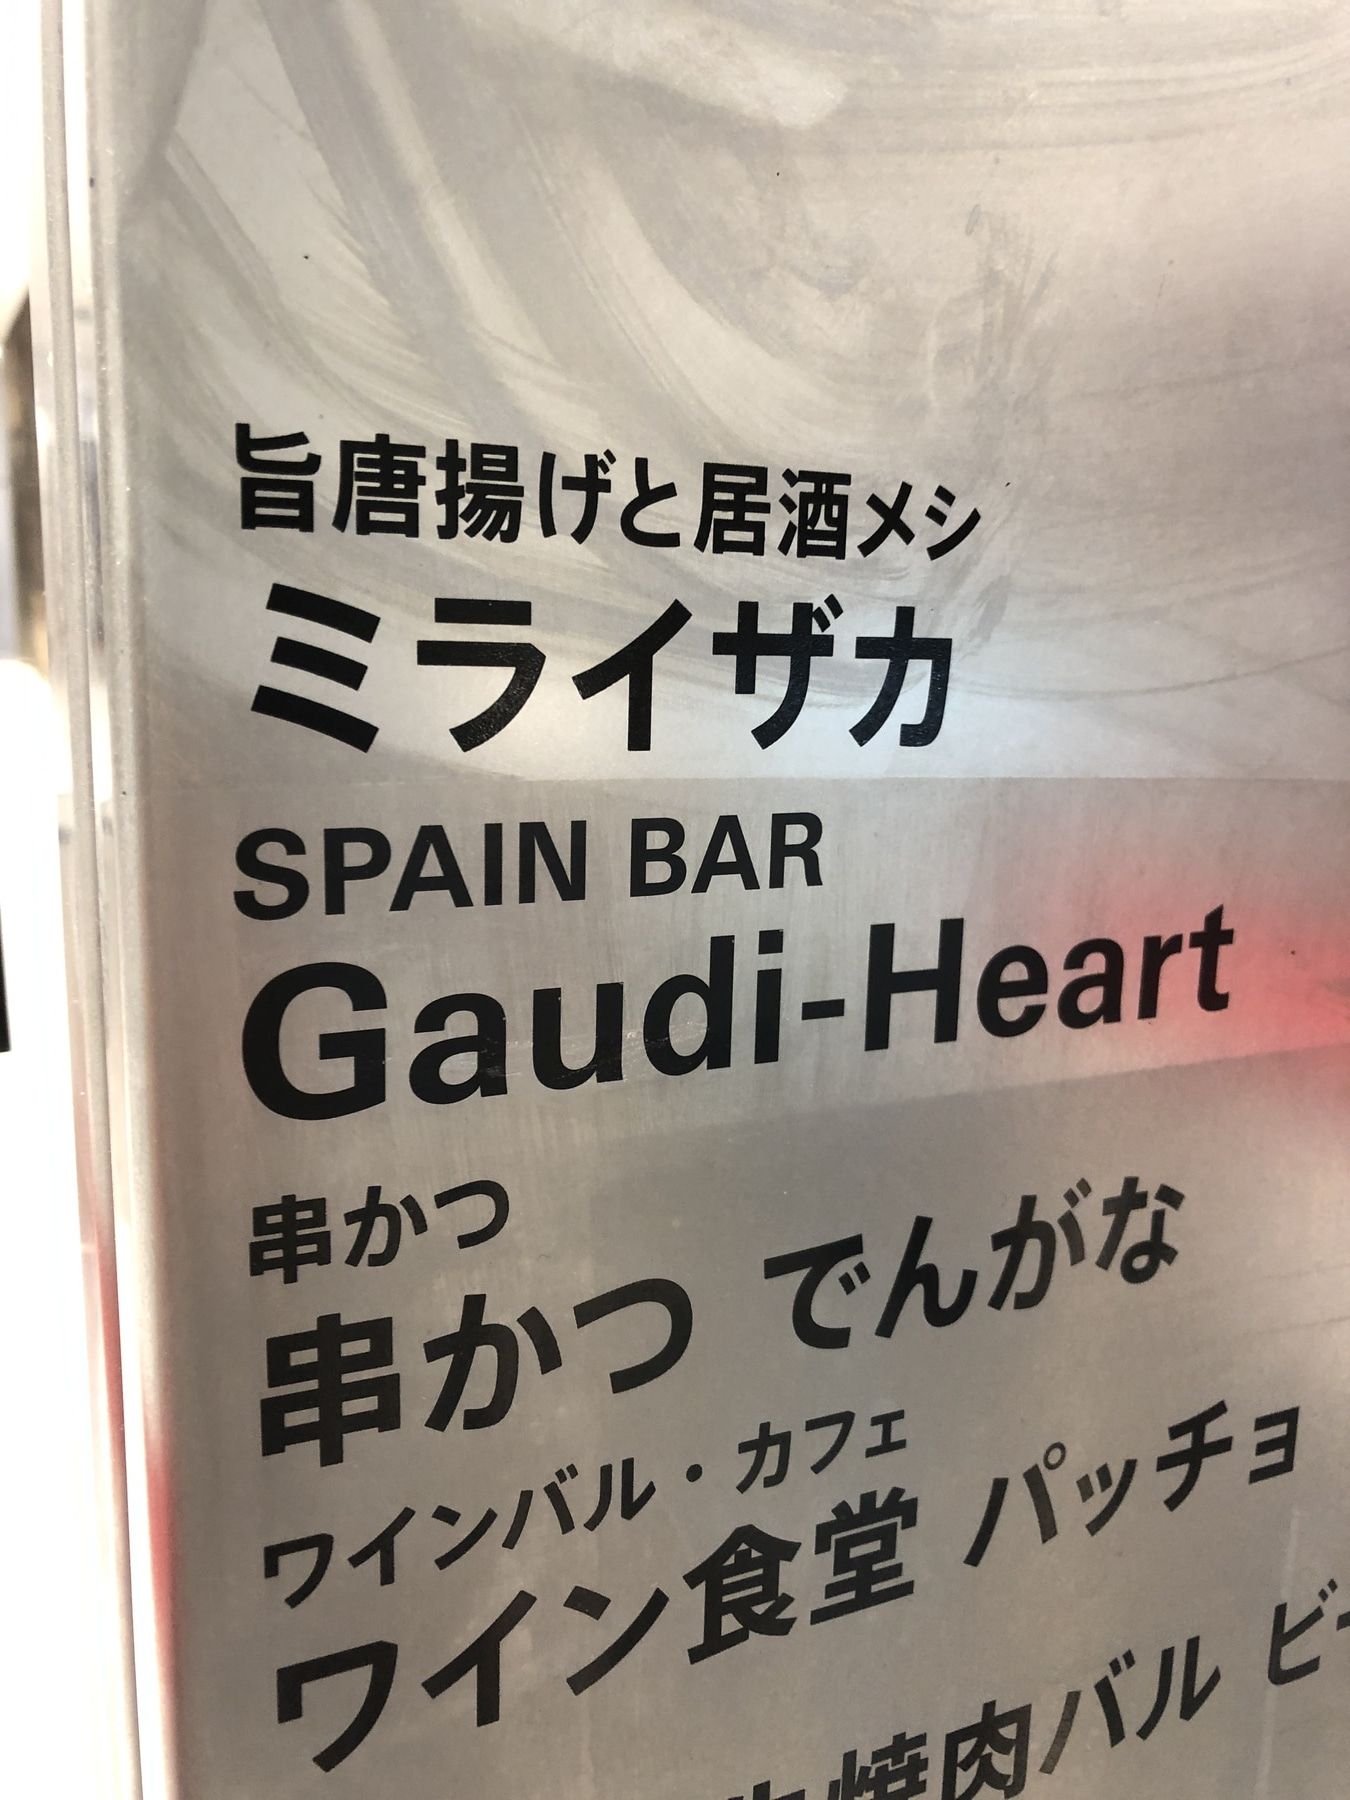 旨唐揚げと居酒メシ
ミライザカ
SPAIN BAR
Gaudi-Heart
串かつ
串かつ でんがな
ワインバル・カフェ
ワイン食堂 パッチョ
焼肉バル ビー